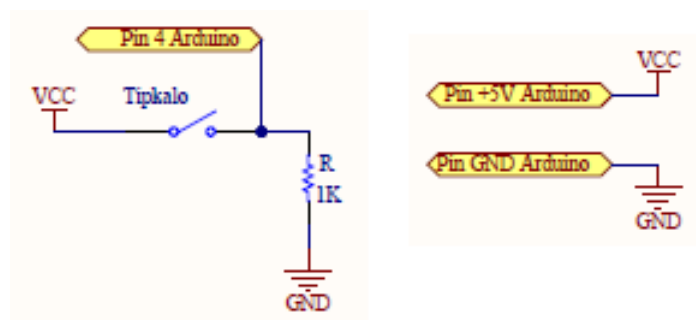 Pin 4 Arduino
VCC
Tipkalo
R
1K
GND
VCC
Pin +5V Arduino
Pin GND Arduino
GND